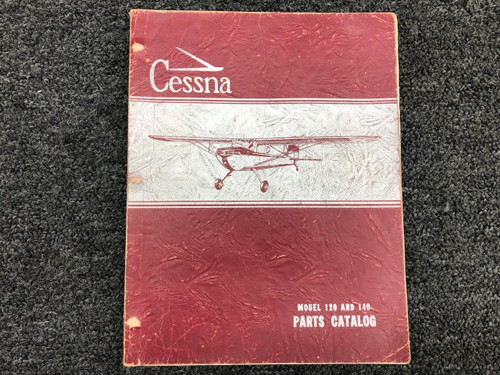 Cessna
MODEL 120 AND 140
PARTS CATALOG